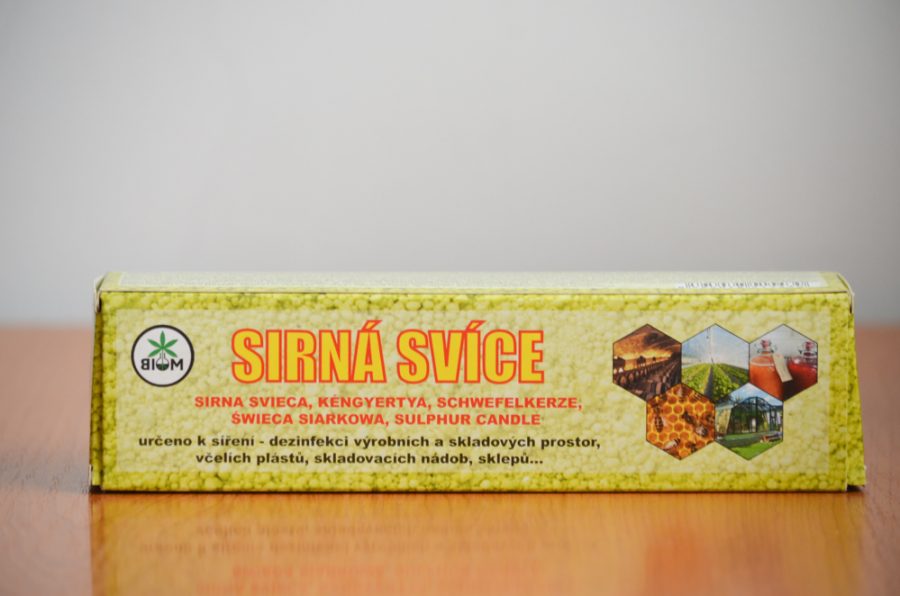 BIOM
SIRNÁ SVÍCE
SIRNA SVIECA, KÉNGYERTYA, SCHWEFELKERZE,
ŚWIECA SIARKOWA, SULPHUR CANDLE
určeno k síření - dezinfekci výrobních a skladových prostor,
včelích plástů, skladovacích nádob, sklepů...